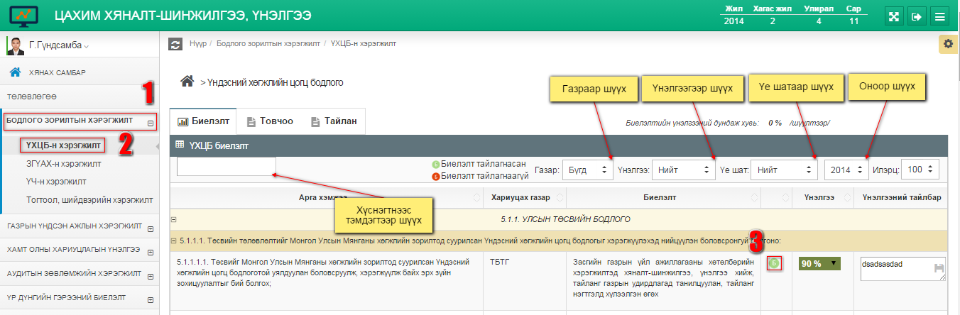 ЦАХИМ ХЯНАЛТ-ШИНЖИЛГЭЭ, ҮНЭЛГЭЭ
Жил Хагас жил Улирал Сар
2014 2 4 11
Г.Гүндсамба
Нүүр / Бодлого зорилтын хэрэгжилт / ҮХЦБ-н хэрэгжилт
ХЯНАХ САМБАР
ТӨЛӨВЛӨГӨӨ
1
БОДЛОГО ЗОРИЛТЫН ХЭРЭГЖИЛТ
2
ҮХЦБ-н хэрэгжилт
ЗГҮАХ-н хэрэгжилт
ҮЧ-н хэрэгжилт
Тогтоол, шийдвэрийн хэрэгжилт
ГАЗРЫН ҮНДСЭН АЖЛЫН ХЭРЭГЖИЛТ
ХАМТ ОЛНЫ ХАРИУЦЛАГЫН ҮНЭЛГЭЭ
АУДИТЫН ЗӨВЛӨМЖИЙН ХЭРЭГЖИЛТ
ҮР ДҮНГИЙН ГЭРЭЭНИЙ БИЕЛЭЛТ
> Үндэсний хөгжлийн цогц бодлого
Газраар шүүх
Үнэлгээгээр шүүх
Үе шатаар шүүх
Оноор шүүх
Биелэлт Товчоо Тайлан
Биелэлтийн үнэлгээний дундаж хувь: 0 % /шүүлтээр/
ҮХЦБ биелэлт
Биелэлт тайлагнасан
Биелэлт тайлагнаагүй
Газар: Бүгд Үнэлгээ: Нийт Үе шат: Нийт 2014 Илэрц: 100
Хүснэгтнээс тэмдэгтээр шүүх
Арга хэмжээ Хариуцах газар Биелэлт Үнэлгээ Үнэлгээний тайлбар
5.1.1. УЛСЫН ТӨСВИЙН БОДЛОГО
5.1.1.1. Төсвийн төлөвлөлтийг Монгол Улсын Мянганы хөгжлийн зорилтод суурилсан Үндэсний хөгжлийн цогц бодлогыг хэрэгжүүлэхэд нийцүүлэн боловсронгуй
3
5.1.1.1.1. Төсвийг Монгол Улсын Мянганы хөгжлийн зорилтод суурилсан Үндэсний
хөгжлийн цогц бодлоготой уялдуулан боловсруулж, хэрэгжүүлж байх эрх зүйн
зохицуулалтыг бий болгох;
ТБТГ
Засгийн газрын үйл ажиллагааны хөтөлбөрийн
хэрэгжилтэд хяналт-шинжилгээ, үнэлгээ хийж,
тайланг газрын удирдлагад танилцуулан, тайланг
нэгтгэлд хүлээлгэн өгөх
90 %
dsadsasdad